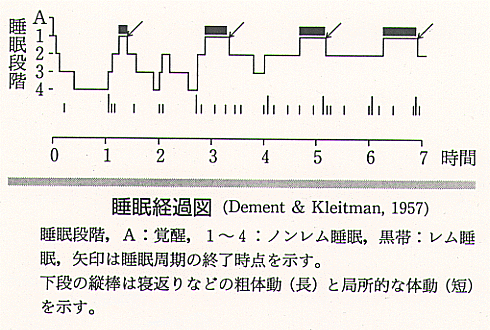 睡眠段階
A
1
2
3
4
0 1 2 3 4 5 6 7 時間
睡眠経過図 (Dement & Kleitman, 1957)
睡眠段階，A：覚醒，1～4：ノンレム睡眠，黒帯：レム睡
眠，矢印は睡眠周期の終了時点を示す。
下段の縦棒は寝返りなどの粗体動（長）と局所的な体動（短）
を示す。